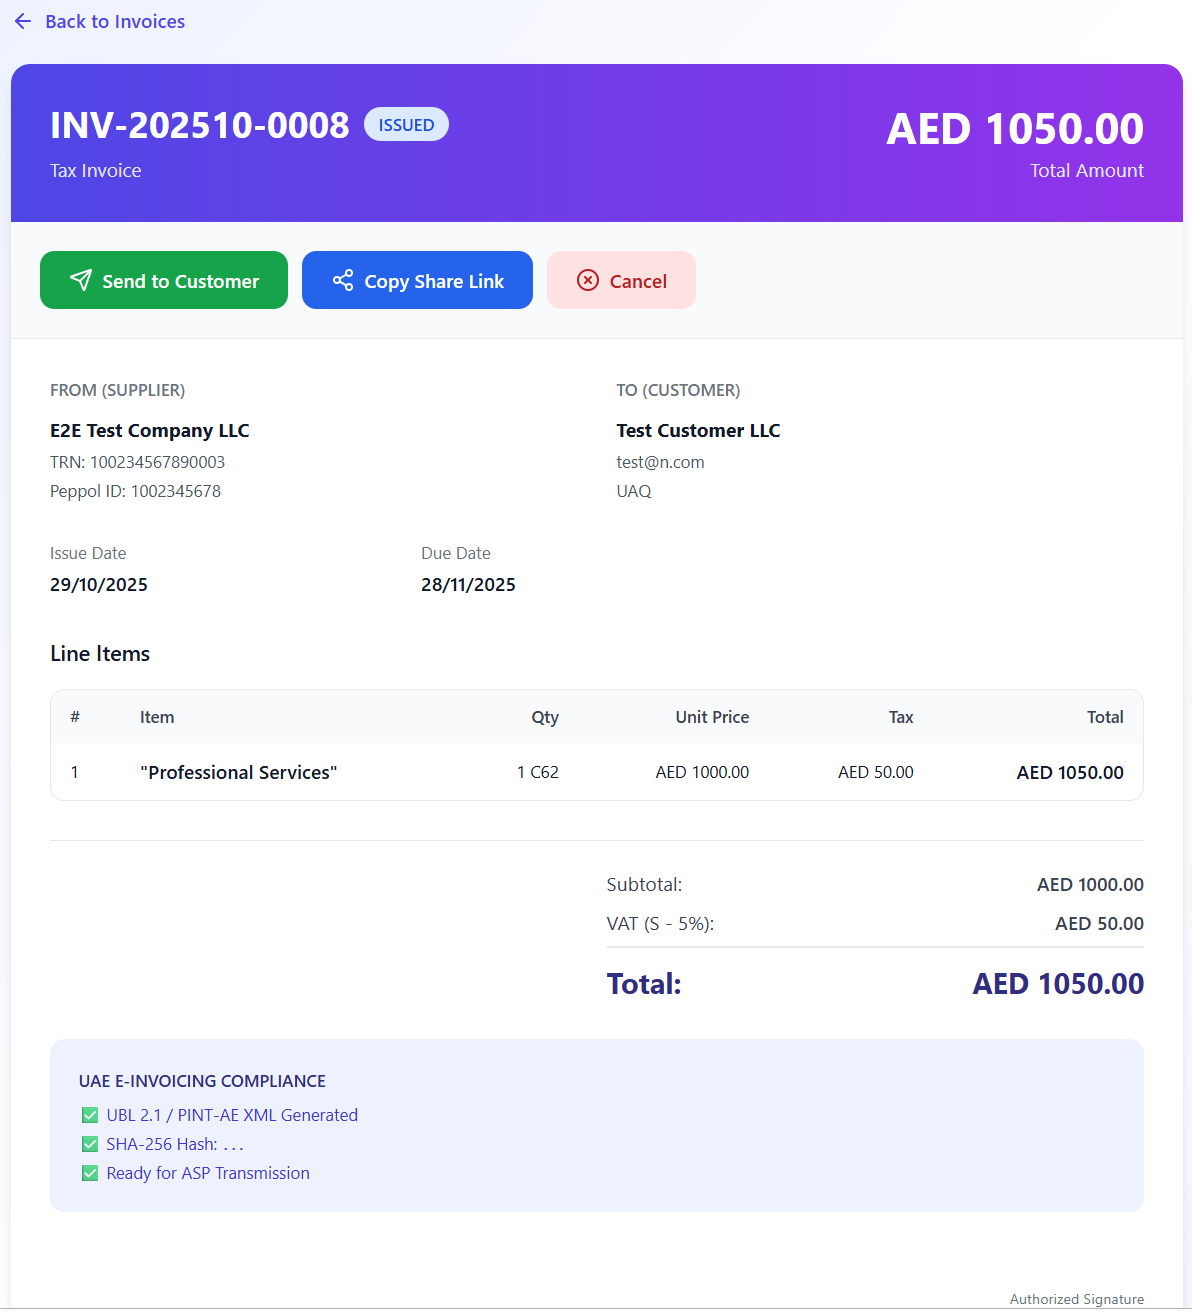 Back to Invoices
INV-202510-0008 ISSUED
AED 1050.00
Tax Invoice
Total Amount
Send to Customer
Copy Share Link
Cancel
FROM (SUPPLIER)
E2E Test Company LLC
TRN: 100234567890003
Peppol ID: 1002345678
TO (CUSTOMER)
Test Customer LLC
test@n.com
UAQ
Issue Date
29/10/2025
Due Date
28/11/2025
Line Items
# Item Qty Unit Price Tax Total
1 "Professional Services" 1 C62 AED 1000.00 AED 50.00 AED 1050.00
Subtotal: AED 1000.00
VAT (S - 5%): AED 50.00
Total: AED 1050.00
UAE E-INVOICING COMPLIANCE
✅ UBL 2.1 / PINT-AE XML Generated
✅ SHA-256 Hash: ...
✅ Ready for ASP Transmission
Authorized Signature